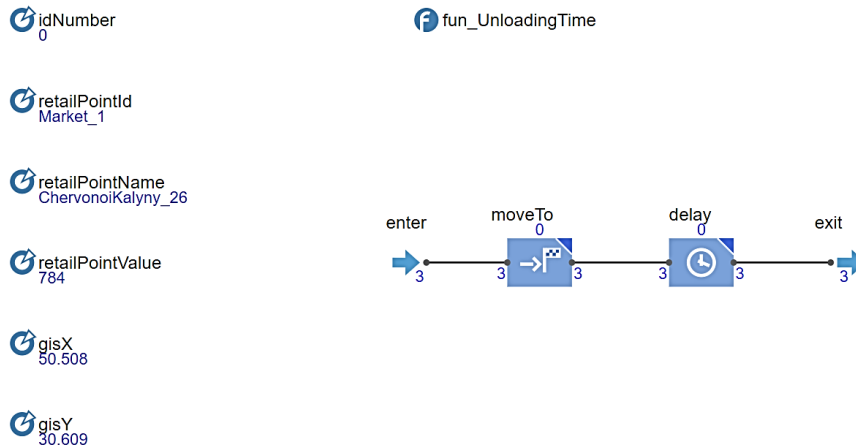 idNumber
0
fun_UnloadingTime
retailPointId
Market_1
retailPointName
ChervonoiKalyny_26
retailPointValue
784
enter
moveTo
0
delay
0
exit
3
3
3
3
3
3
gisX
50.508
gisY
30.609